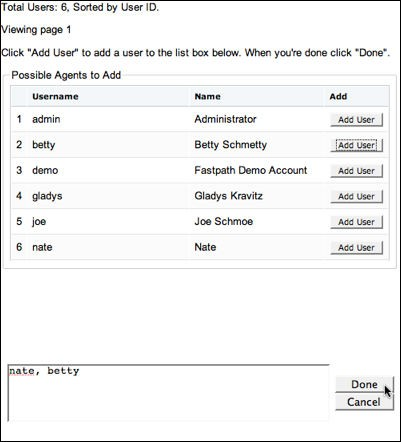 Total Users: 6, Sorted by User ID.
Viewing page 1
Click "Add User" to add a user to the list box below. When you're done click "Done".
Possible Agents to Add
Username Name Add
1 admin Administrator Add User
2 betty Betty Schmetty Add User
3 demo Fastpath Demo Account Add User
4 gladys Gladys Kravitz Add User
5 joe Joe Schmoe Add User
6 nate Nate Add User
nate, betty
Done
Cancel